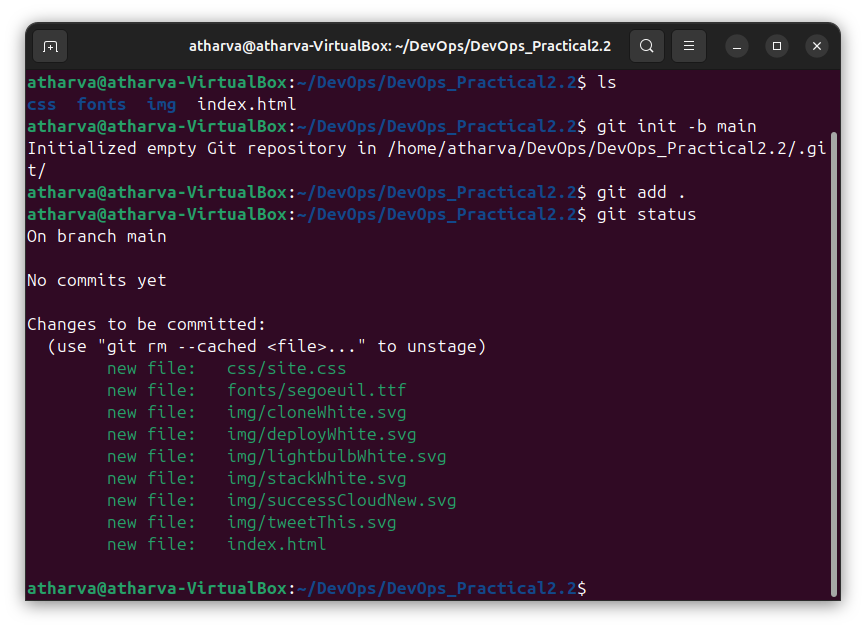 atharva@atharva-VirtualBox: ~/DevOps/DevOps_Practical2.2
atharva@atharva-VirtualBox:~/DevOps/DevOps_Practical2.2$ ls
css  fonts  img  index.html
atharva@atharva-VirtualBox:~/DevOps/DevOps_Practical2.2$ git init -b main
Initialized empty Git repository in /home/atharva/DevOps/DevOps_Practical2.2/.gi
t/
atharva@atharva-VirtualBox:~/DevOps/DevOps_Practical2.2$ git add .
atharva@atharva-VirtualBox:~/DevOps/DevOps_Practical2.2$ git status
On branch main

No commits yet

Changes to be committed:
  (use "git rm --cached <file>..." to unstage)
        new file:   css/site.css
        new file:   fonts/segoeuil.ttf
        new file:   img/cloneWhite.svg
        new file:   img/deployWhite.svg
        new file:   img/lightbulbWhite.svg
        new file:   img/stackWhite.svg
        new file:   img/successCloudNew.svg
        new file:   img/tweetThis.svg
        new file:   index.html

atharva@atharva-VirtualBox:~/DevOps/DevOps_Practical2.2$